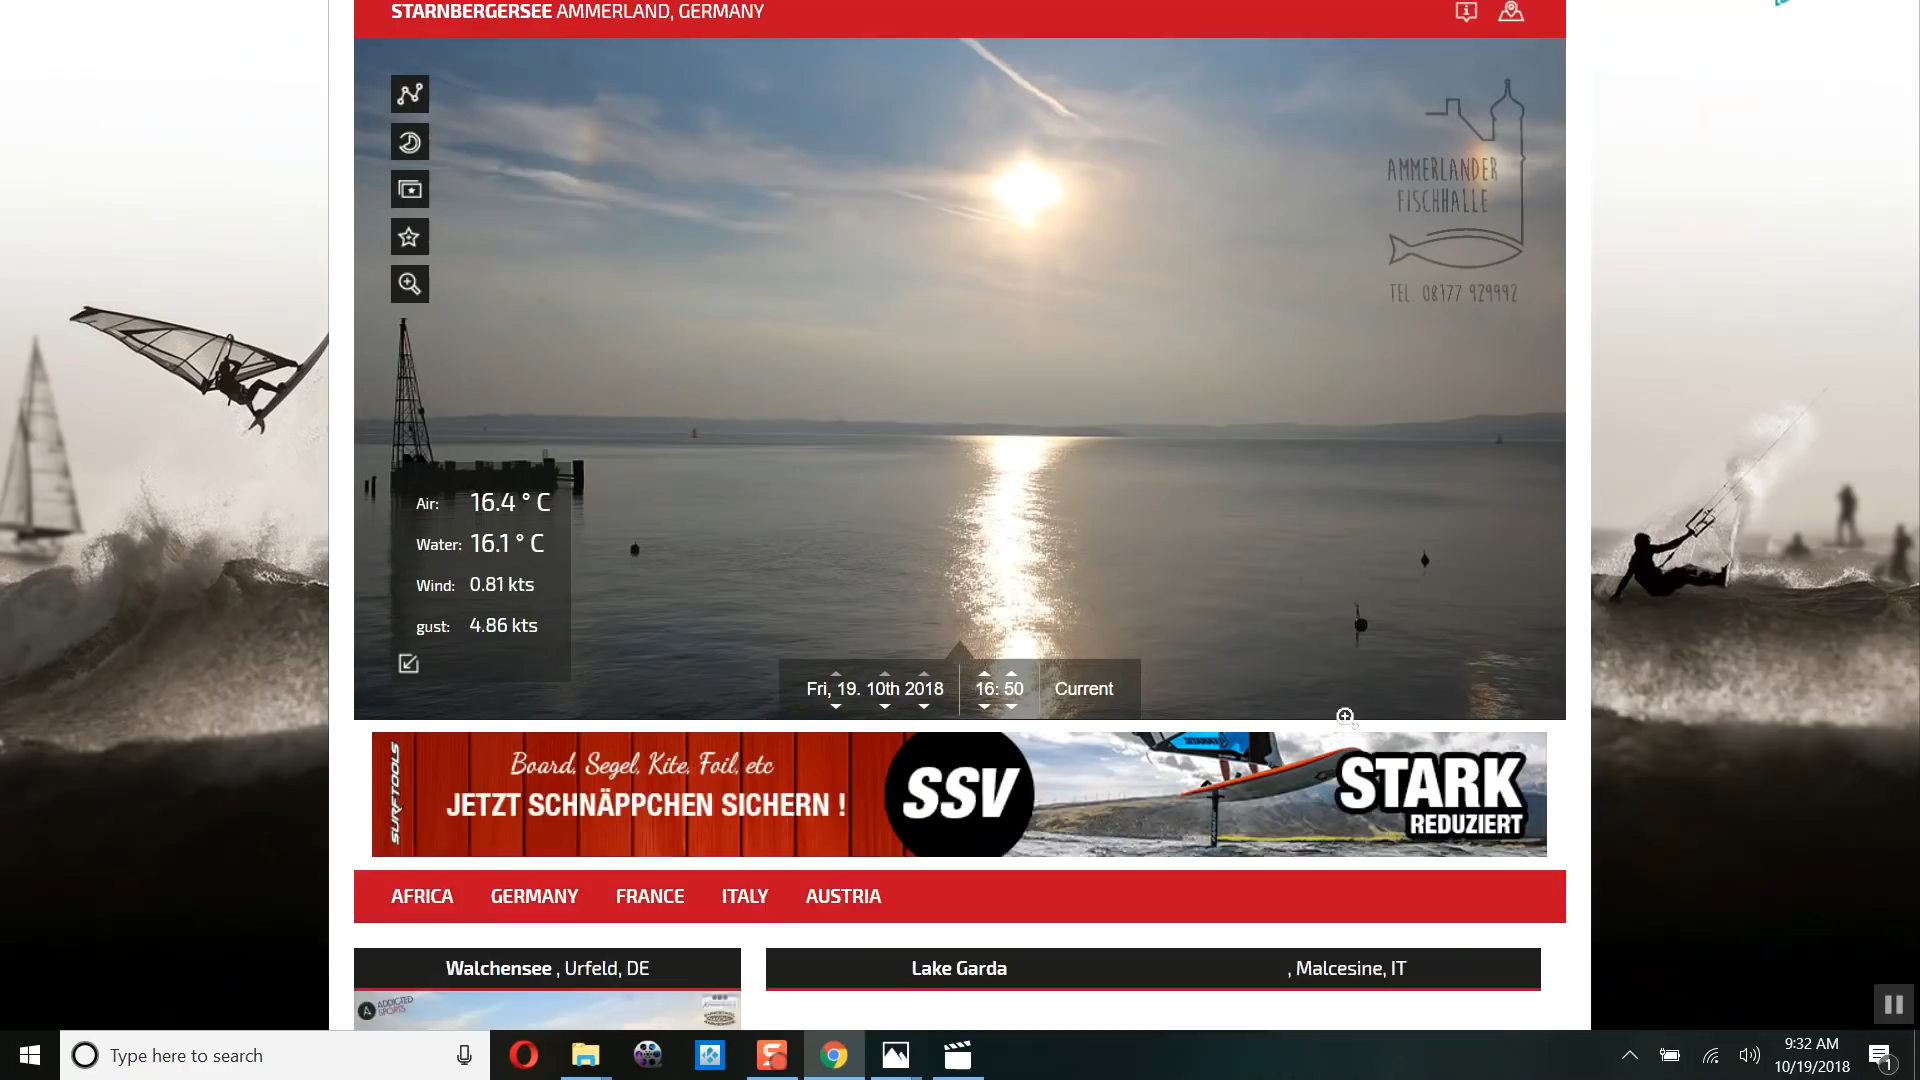 STARNBERGERSEE AMMERLAND, GERMANY
AMMERLANDER
FISCHHALLE
TEL. 08177 929992
Air: 16.4 ° C
Water: 16.1 ° C
Wind: 0.81 kts
gust: 4.86 kts
Fri, 19. 10th 2018 16: 50 Current
SURFTOOLS
Board, Segel, Kite, Foil, etc
JETZT SCHNÄPPCHEN SICHERN !
SSV
STARK
REDUZIERT
AFRICA GERMANY FRANCE ITALY AUSTRIA
Walchensee , Urfeld, DE
Lake Garda , Malcesine, IT
ADDICTED
SPORTS
Type here to search
9:32 AM
10/19/2018
1